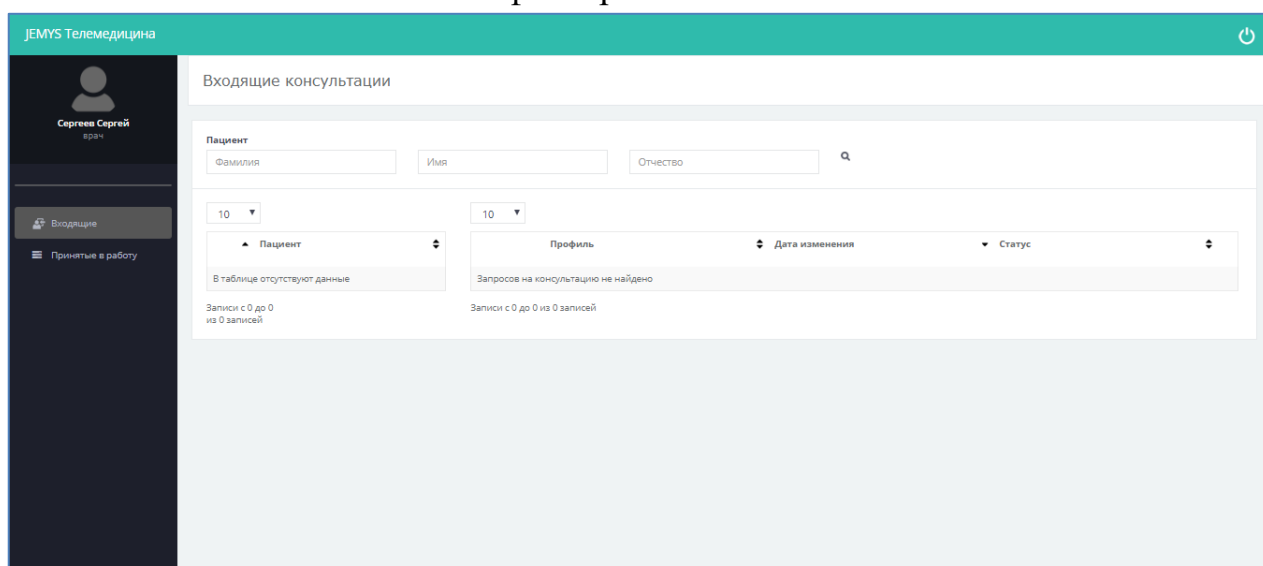 JEMYS Телемедицина
Сергеев Сергей
врач
Входящие
Принятые в работу
Входящие консультации
Пациент
Фамилия Имя Отчество
10 10
Пациент Профиль Дата изменения Статус
В таблице отсутствуют данные Запросов на консультацию не найдено
Записи с 0 до 0 Записи с 0 до 0 из 0 записей
из 0 записей